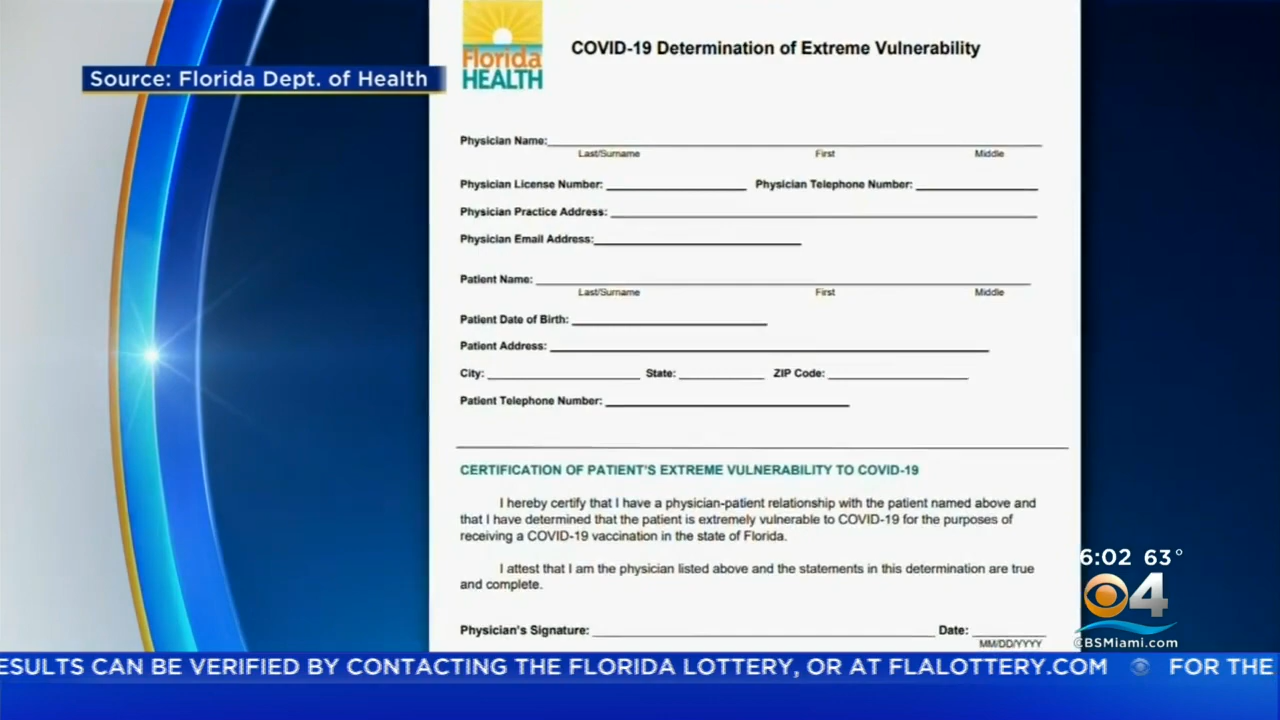 Source: Florida Dept. of Health
Florida
HEALTH
COVID-19 Determination of Extreme Vulnerability
Physician Name:
Last/Surname First Middle
Physician License Number: Physician Telephone Number:
Physician Practice Address:
Physician Email Address:
Patient Name:
Last/Surname First Middle
Patient Date of Birth:
Patient Address:
City: State: ZIP Code:
Patient Telephone Number:
CERTIFICATION OF PATIENT'S EXTREME VULNERABILITY TO COVID-19
I hereby certify that I have a physician-patient relationship with the patient named above and
that I have determined that the patient is extremely vulnerable to COVID-19 for the purposes of
receiving a COVID-19 vaccination in the state of Florida.
I attest that I am the physician listed above and the statements in this determination are true
and complete.
Physician's Signature: Date:
MM/DD/YYYY
6:02 63°
4
CBSMiami.com
ESULTS CAN BE VERIFIED BY CONTACTING THE FLORIDA LOTTERY, OR AT FLALOTTERY.COM FOR THE